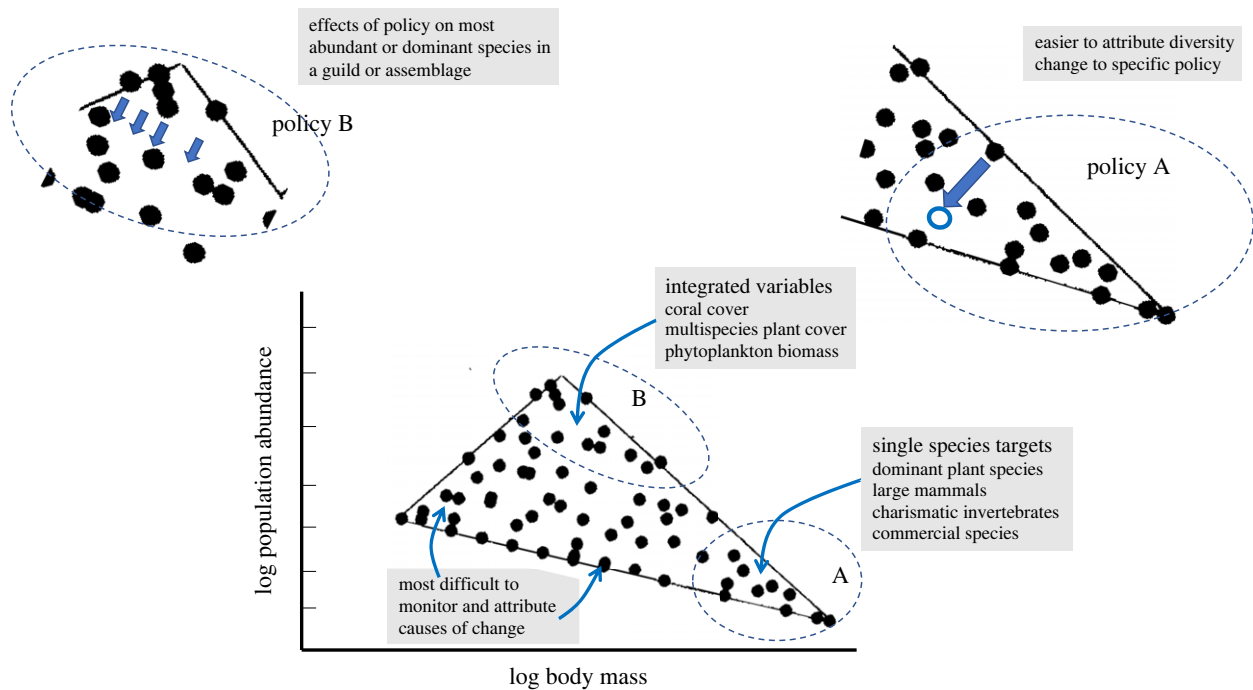 effects of policy on most
abundant or dominant species in
a guild or assemblage
policy B
easier to attribute diversity
change to specific policy
policy A
integrated variables
coral cover
multispecies plant cover
phytoplankton biomass
B
single species targets
dominant plant species
large mammals
charismatic invertebrates
commercial species
A
most difficult to
monitor and attribute
causes of change
log population abundance
log body mass